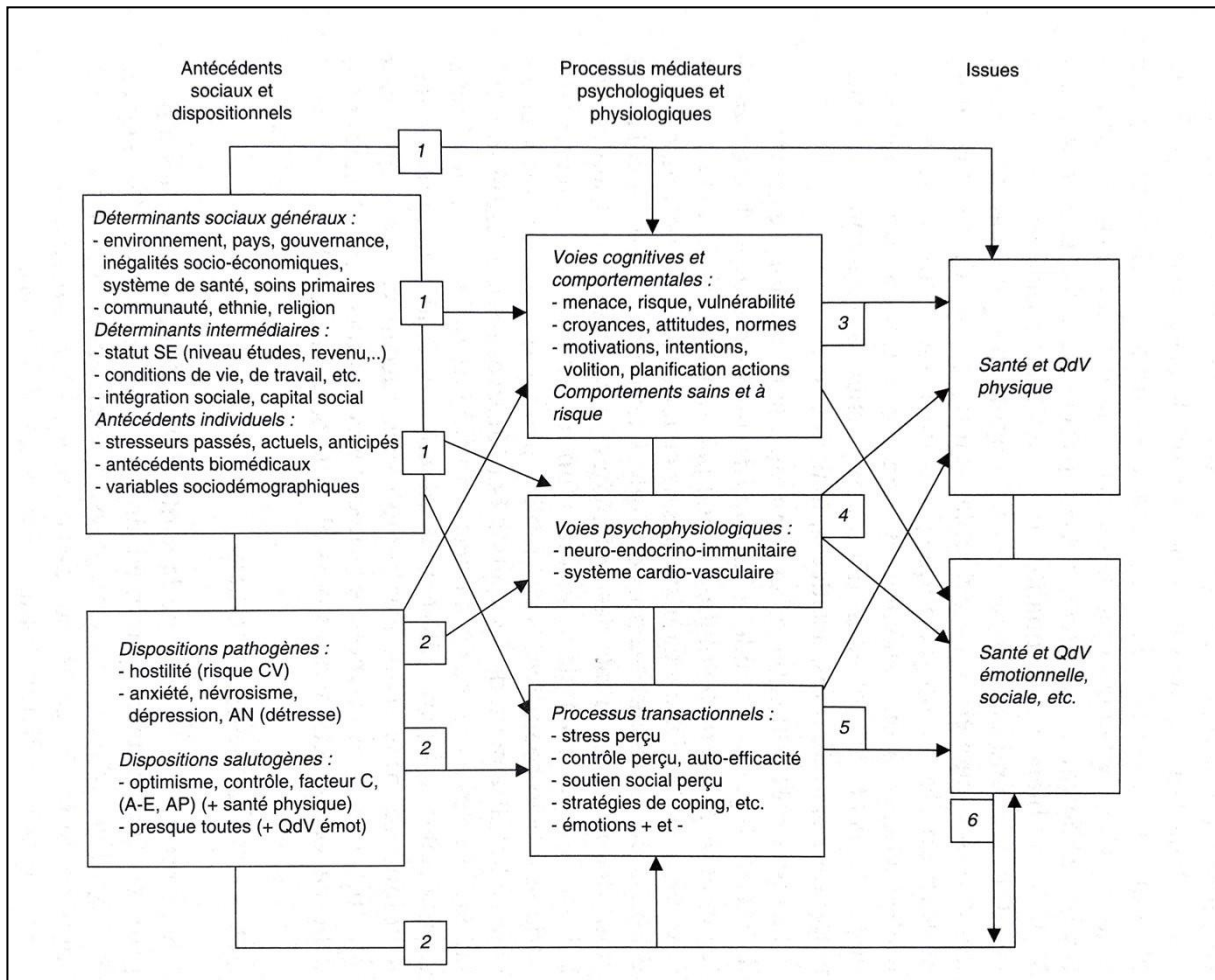 Antécédents
sociaux et
dispositionnels
Processus médiateurs
psychologiques et
physiologiques
Issues
1
Déterminants sociaux généraux :
- environnement, pays, gouvernance,
inégalités socio-économiques,
système de santé, soins primaires
- communauté, ethnie, religion
Déterminants intermédiaires :
- statut SE (niveau études, revenu,..)
- conditions de vie, de travail, etc.
- intégration sociale, capital social
Antécédents individuels :
- stresseurs passés, actuels, anticipés
- antécédents biomédicaux
- variables sociodémographiques
1
1
Voies cognitives et
comportementales :
- menace, risque, vulnérabilité
- croyances, attitudes, normes
- motivations, intentions,
volition, planification actions
Comportements sains et à
risque
3
Santé et QdV
physique
Voies psychophysiologiques :
- neuro-endocrino-immunitaire
- système cardio-vasculaire
4
Dispositions pathogènes :
- hostilité (risque CV)
- anxiété, névrosisme,
dépression, AN (détresse)
Dispositions salutogènes :
- optimisme, contrôle, facteur C,
(A-E, AP) (+ santé physique)
- presque toutes (+ QdV émot)
2
2
Processus transactionnels :
- stress perçu
- contrôle perçu, auto-efficacité
- soutien social perçu
- stratégies de coping, etc.
- émotions + et -
5
Santé et QdV
émotionnelle,
sociale, etc.
6
2